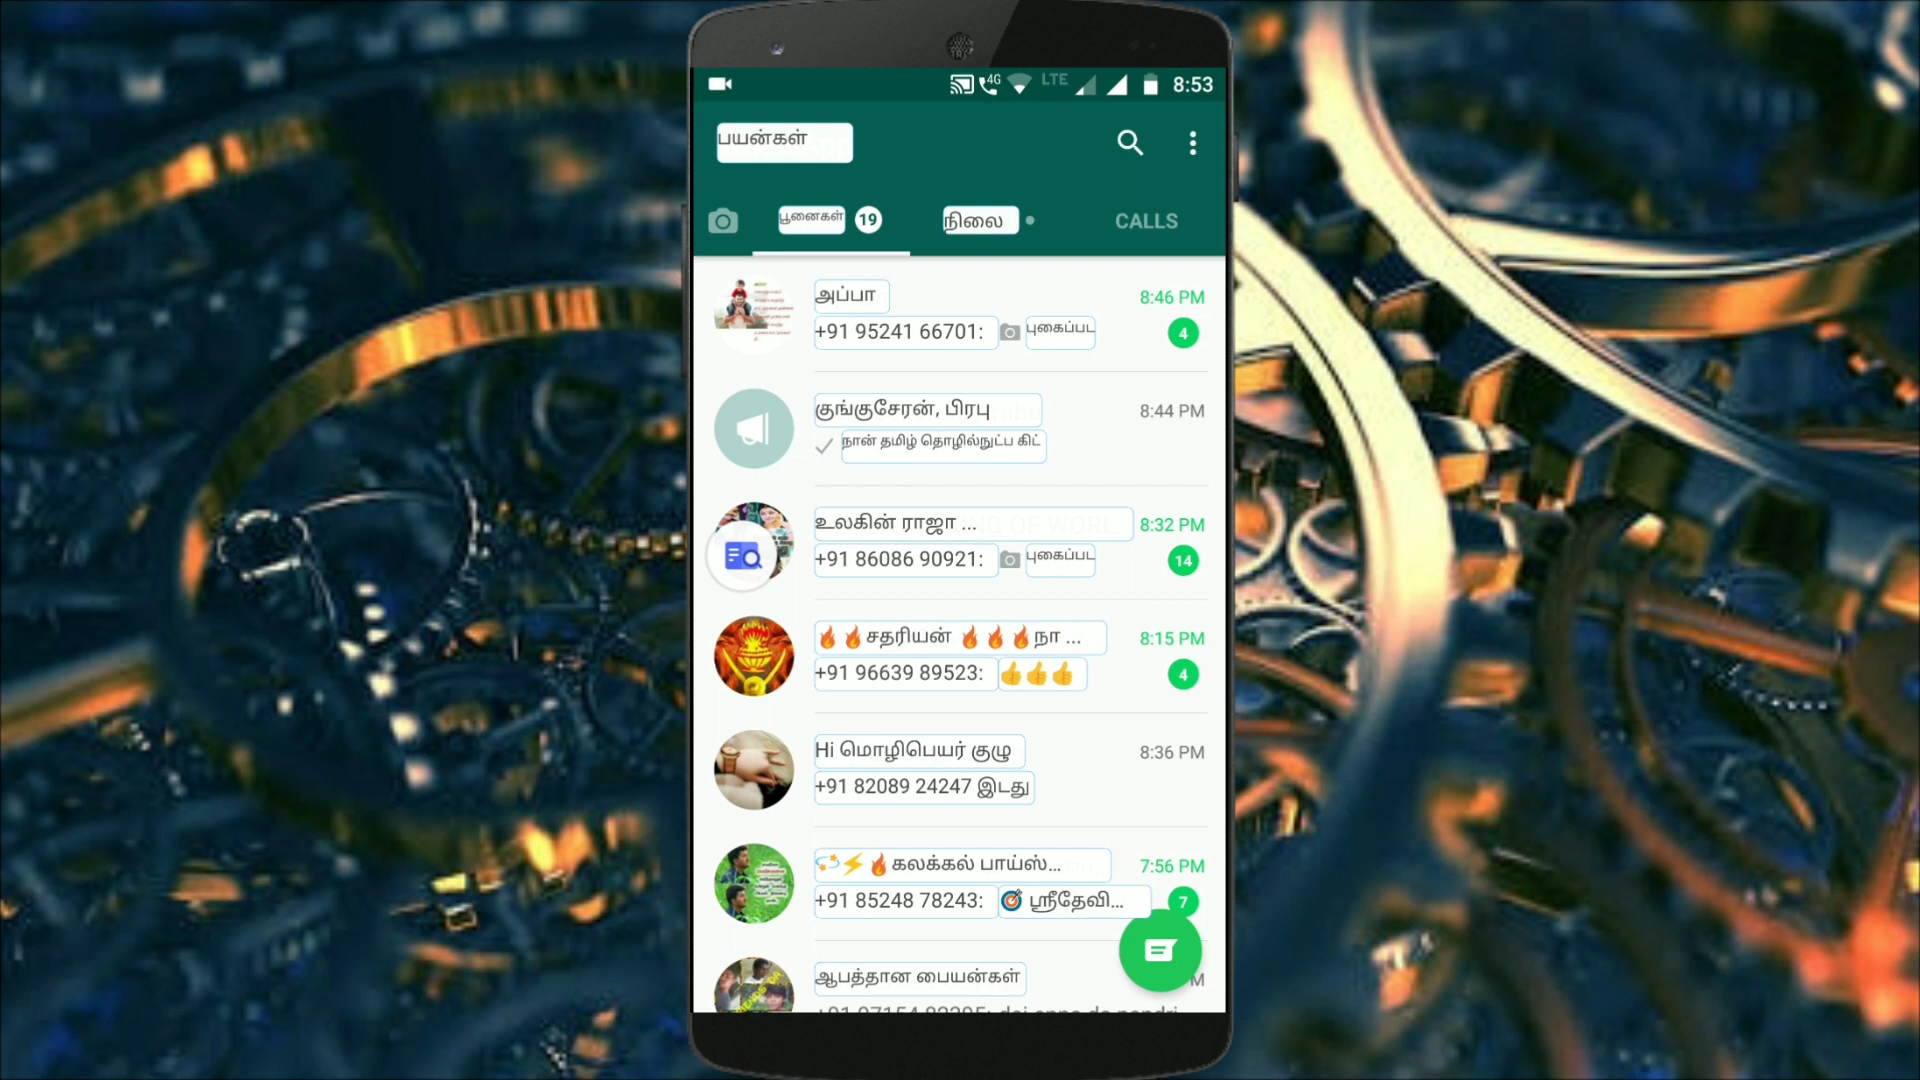 LTE 8:53
4G
பயன்கள்
பூனைகள் 19 நிலை CALLS
அப்பா 8:46 PM
+91 95241 66701: புகைப்பட 4
குங்குசேரன், பிரபு 8:44 PM
நான் தமிழ் தொழில்நுட்ப கிட்
உலகின் ராஜா ... 8:32 PM
+91 86086 90921: புகைப்பட 14
🔥🔥சதரியன் 🔥🔥🔥நா ... 8:15 PM
+91 96639 89523: 👍👍👍 4
Hi மொழிபெயர் குழு 8:36 PM
+91 82089 24247 இடது
💫⚡🔥கலக்கல் பாய்ஸ்... 7:56 PM
+91 85248 78243: 🎯 ஸ்ரீதேவி... 7
ஆபத்தான பையன்கள் M